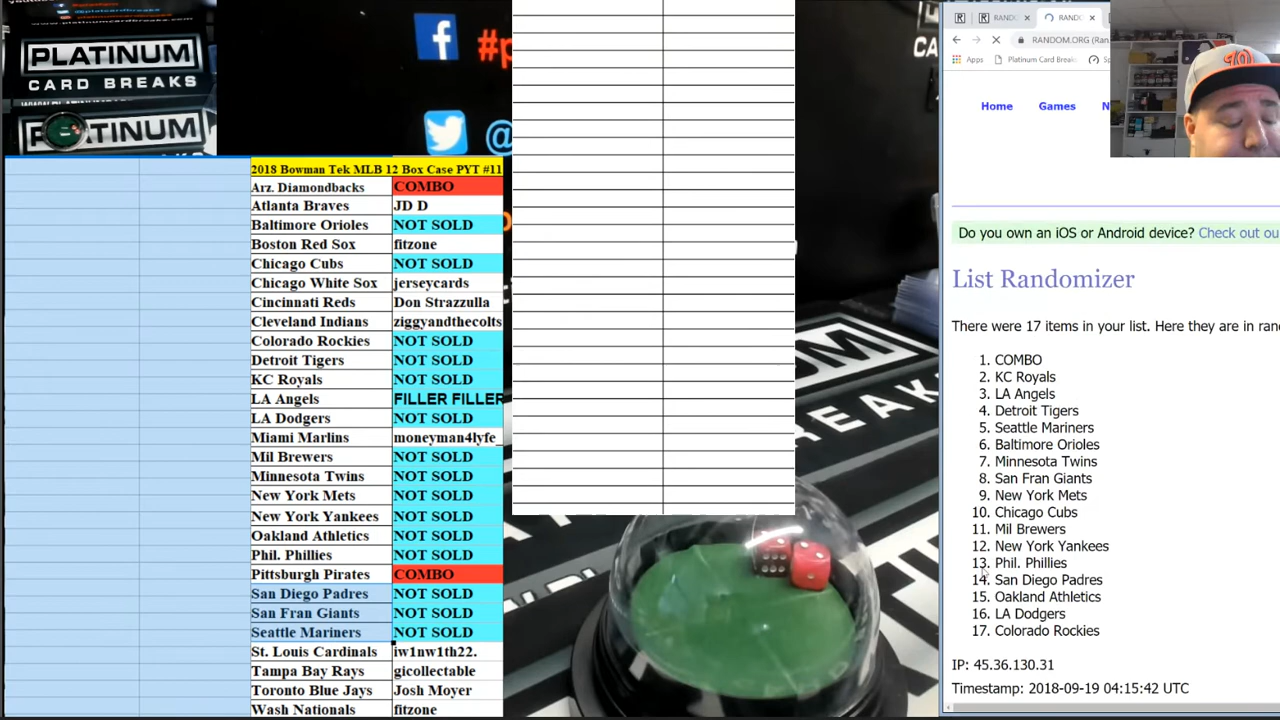 PLATINUM
CARD BREAKS
PLATINUM
#p
@
2018 Bowman Tek MLB 12 Box Case PYT #11
Arz. Diamondbacks COMBO
Atlanta Braves JD D
Baltimore Orioles NOT SOLD
Boston Red Sox fitzone
Chicago Cubs NOT SOLD
Chicago White Sox jerseycards
Cincinnati Reds Don Strazzulla
Cleveland Indians ziggyandthecolts
Colorado Rockies NOT SOLD
Detroit Tigers NOT SOLD
KC Royals NOT SOLD
LA Angels FILLER FILLER
LA Dodgers NOT SOLD
Miami Marlins moneyman4lyfe_
Mil Brewers NOT SOLD
Minnesota Twins NOT SOLD
New York Mets NOT SOLD
New York Yankees NOT SOLD
Oakland Athletics NOT SOLD
Phil. Phillies NOT SOLD
Pittsburgh Pirates COMBO
San Diego Padres NOT SOLD
San Fran Giants NOT SOLD
Seattle Mariners NOT SOLD
St. Louis Cardinals iw1nw1th22.
Tampa Bay Rays gicollectable
Toronto Blue Jays Josh Moyer
Wash Nationals fitzone
RANDO RANDO
RANDOM.ORG (Ran
Apps Platinum Card Break Sp
Home Games N
Do you own an iOS or Android device? Check out ou
List Randomizer
There were 17 items in your list. Here they are in ran
1. COMBO
2. KC Royals
3. LA Angels
4. Detroit Tigers
5. Seattle Mariners
6. Baltimore Orioles
7. Minnesota Twins
8. San Fran Giants
9. New York Mets
10. Chicago Cubs
11. Mil Brewers
12. New York Yankees
13. Phil. Phillies
14. San Diego Padres
15. Oakland Athletics
16. LA Dodgers
17. Colorado Rockies
IP: 45.36.130.31
Timestamp: 2018-09-19 04:15:42 UTC